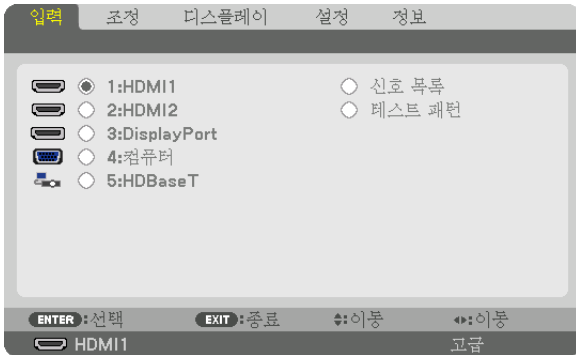 입력 조정 디스플레이 설정 정보
1:HDMI1 신호 목록
2:HDMI2 테스트 패턴
3:DisplayPort
4:컴퓨터
5:HDBaseT
ENTER:선택 EXIT:종료 :이동 :이동
HDMI1 고급